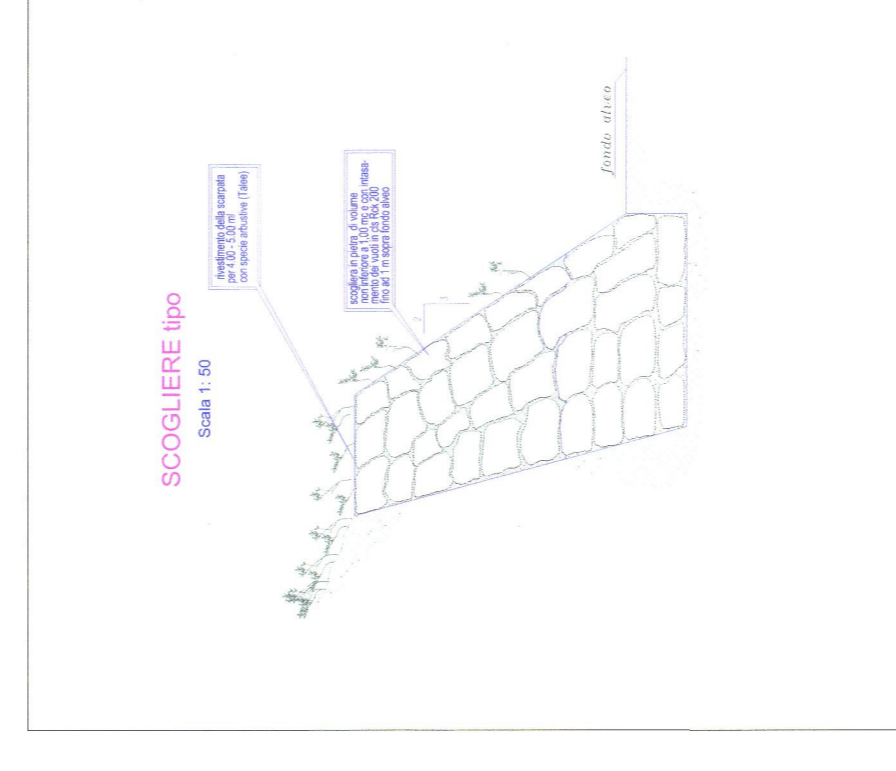 SCOGLIERE tipo
Scala 1: 50
rivestimento della scarpata
per 4.00 - 5.00 ml
con specie arbustive (Talee)
scogliera in pietra di volume
non inferiore a 1,00 mc e con intasa-
mento dei vuoti in cls Rck 200
fino ad 1 m sopra fondo alveo
2
3
fondo alveo